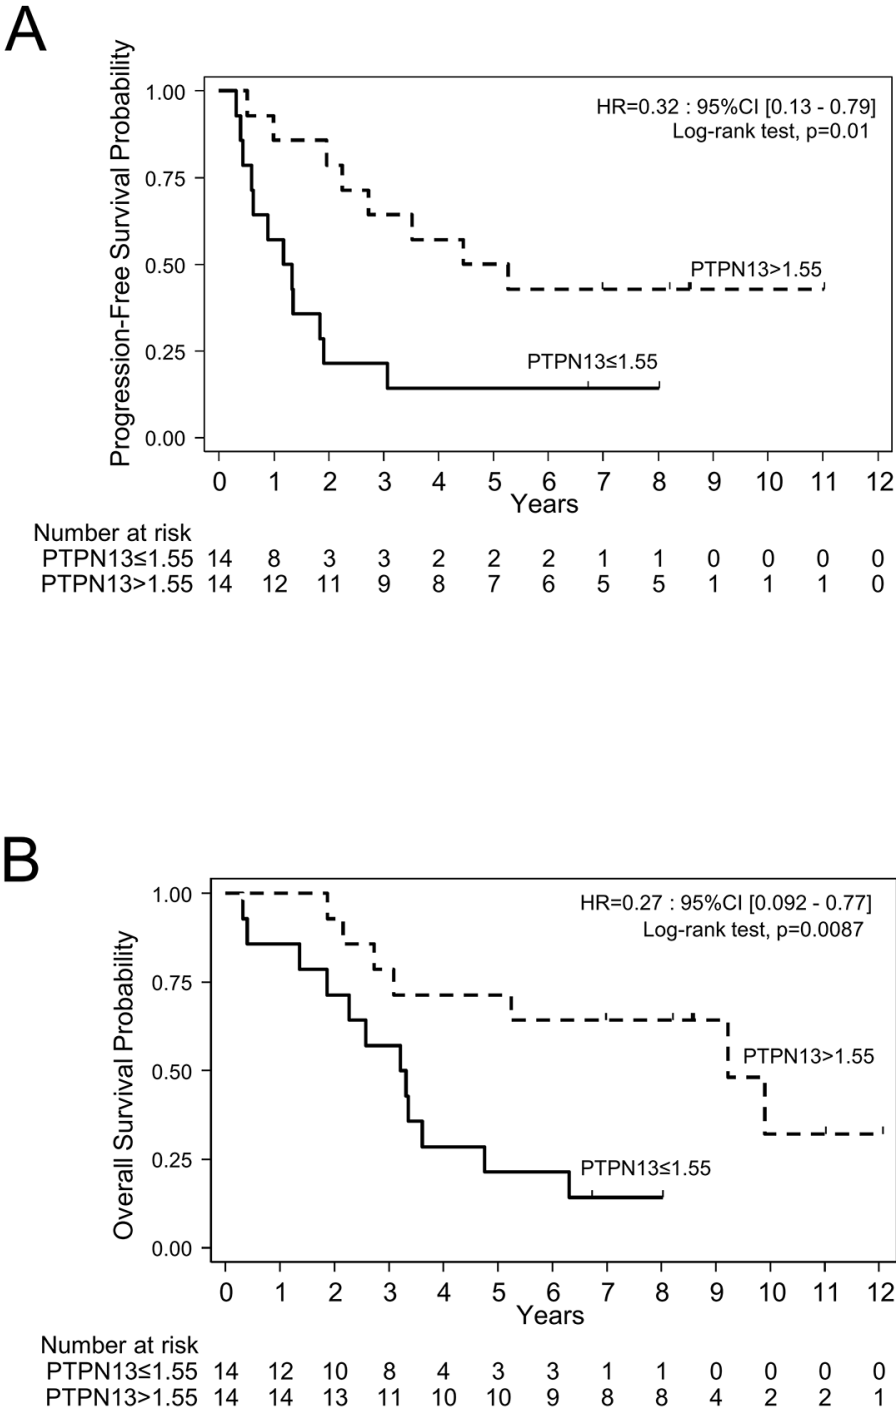 A
Progression-Free Survival Probability
1.00
0.75
0.50
0.25
0.00
HR=0.32 : 95%CI [0.13 - 0.79]
Log-rank test, p=0.01
PTPN13>1.55
PTPN13≤1.55
0 1 2 3 4 5 6 7 8 9 10 11 12
Years
Number at risk
PTPN13≤1.55 14 8 3 3 2 2 2 1 1 0 0 0 0
PTPN13>1.55 14 12 11 9 8 7 6 5 5 1 1 1 0
B
Overall Survival Probability
1.00
0.75
0.50
0.25
0.00
HR=0.27 : 95%CI [0.092 - 0.77]
Log-rank test, p=0.0087
PTPN13>1.55
PTPN13≤1.55
0 1 2 3 4 5 6 7 8 9 10 11 12
Years
Number at risk
PTPN13≤1.55 14 12 10 8 4 3 3 1 1 0 0 0 0
PTPN13>1.55 14 14 13 11 10 10 9 8 8 4 2 2 1